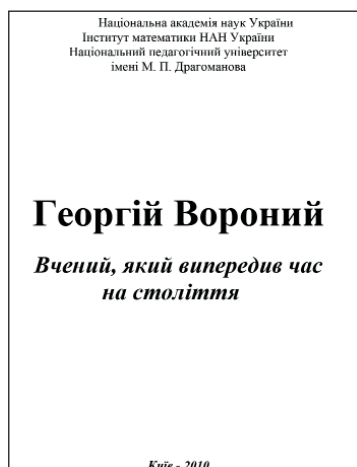 Національна академія наук України
Інститут математики НАН України
Національний педагогічний університет
імені М. П. Драгоманова
Георгій Вороний
Вчений, який випередив час
на століття
Київ - 2010